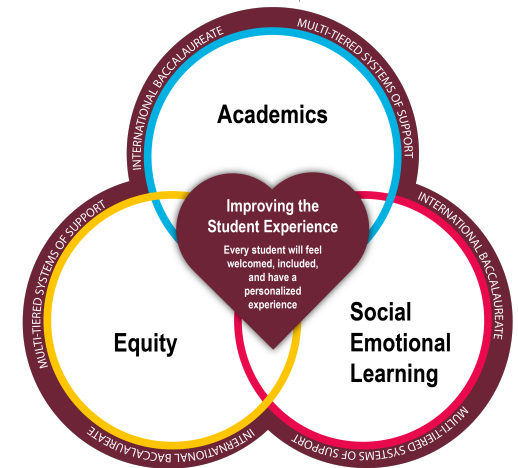 INTERNATIONAL BACCALAUREATE
MULTI-TIERED SYSTEMS OF SUPPORT
Academics
Improving the
Student Experience
Every student will feel
welcomed, included,
and have a
personalized
experience
MULTI-TIERED SYSTEMS OF SUPPORT
INTERNATIONAL BACCALAUREATE
Equity
Social
Emotional
Learning
INTERNATIONAL BACCALAUREATE
MULTI-TIERED SYSTEMS OF SUPPORT